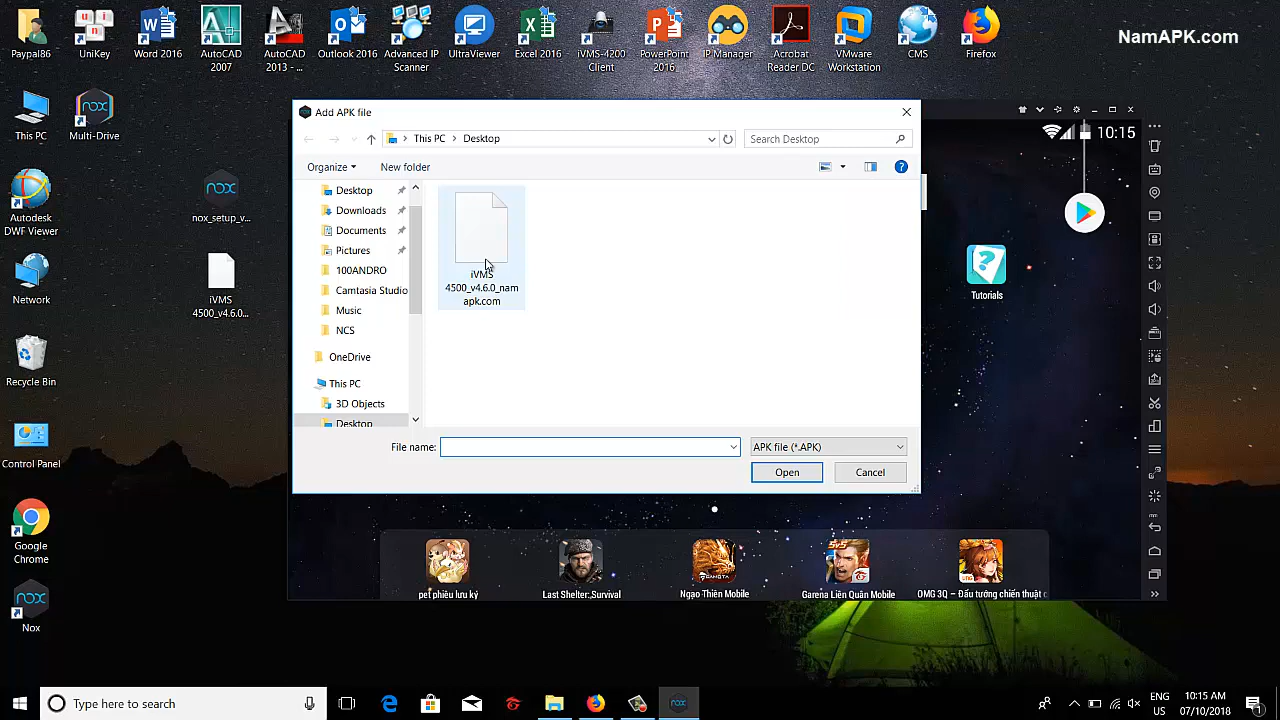 Paypal86
UnKey
Word 2016
AutoCAD
2007
AutoCAD
2013 - ...
Outlook 2016
Advanced IP
Scanner
UltraViewer
Excel 2016
iVMS-4200
Client
PowerPoint
2016
IP Manager
Acrobat
Reader DC
VMware
Workstation
CMS
Firefox
NamAPK.com
This PC
Multi-Drive
Autodesk
DWF Viewer
nox_setup_v...
Network
iVMS
4500_v4.6.0...
Recycle Bin
Control Panel
Google
Chrome
Nox
Add APK file
This PC
Desktop
Search Desktop
Organize
New folder
Desktop
Downloads
Documents
Pictures
100ANDRO
Camtasia Studio
Music
NCS
OneDrive
This PC
3D Objects
Desktop
iVMS
4500_v4.6.0_nam
apk.com
File name:
APK file (*.APK)
Open
Cancel
10:15
Tutorials
pet phiêu lưu ký
Last Shelter:Survival
Ngạo Thiên Mobile
Garena Liên Quân Mobile
OMG 3Q – Đấu tướng chiến thuật
Type here to search
ENG
US
10:15 AM
07/10/2018